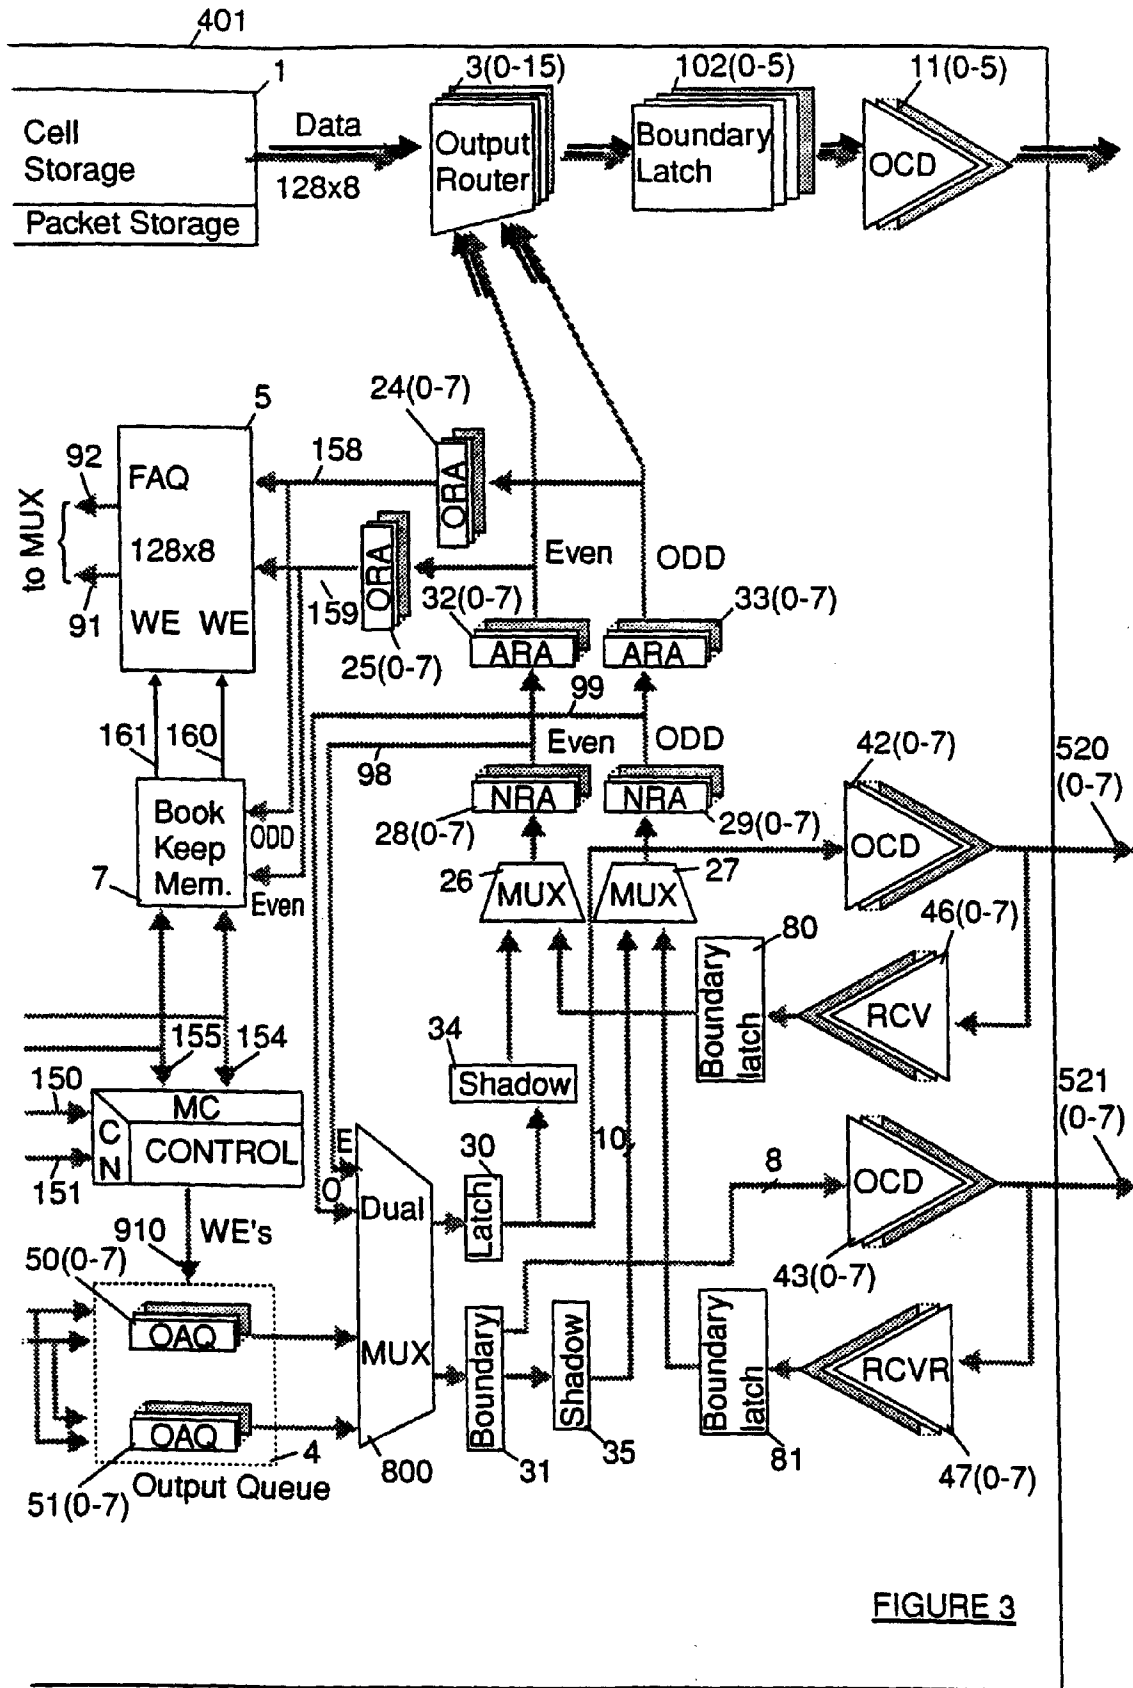 401
1
3(0-15)
102(0-5)
11(0-5)
Cell
Storage
Packet Storage
Data
128x8
Output
Router
Boundary
Latch
OCD
5
24(0-7)
92
158
FAQ
ORA
to MUX
128x8
ORA
Even
ODD
91
WE WE
159
32(0-7)
33(0-7)
ARA
ARA
25(0-7)
99
161
160
98
Even
ODD
42(0-7)
520
(0-7)
NRA
NRA
Book
Keep
Mem.
ODD
28(0-7)
29(0-7)
OCD
7
Even
26
MUX
MUX
27
46(0-7)
80
Boundary
latch
RCV
155
154
34
Shadow
150
MC
C
N
CONTROL
151
521
(0-7)
E
O
10
30
8
Dual
Latch
OCD
910
WE's
50(0-7)
43(0-7)
OAQ
MUX
Boundary
Shadow
Boundary
latch
RCVR
OAQ
4
800
31
35
81
47(0-7)
51(0-7)
Output Queue
FIGURE 3